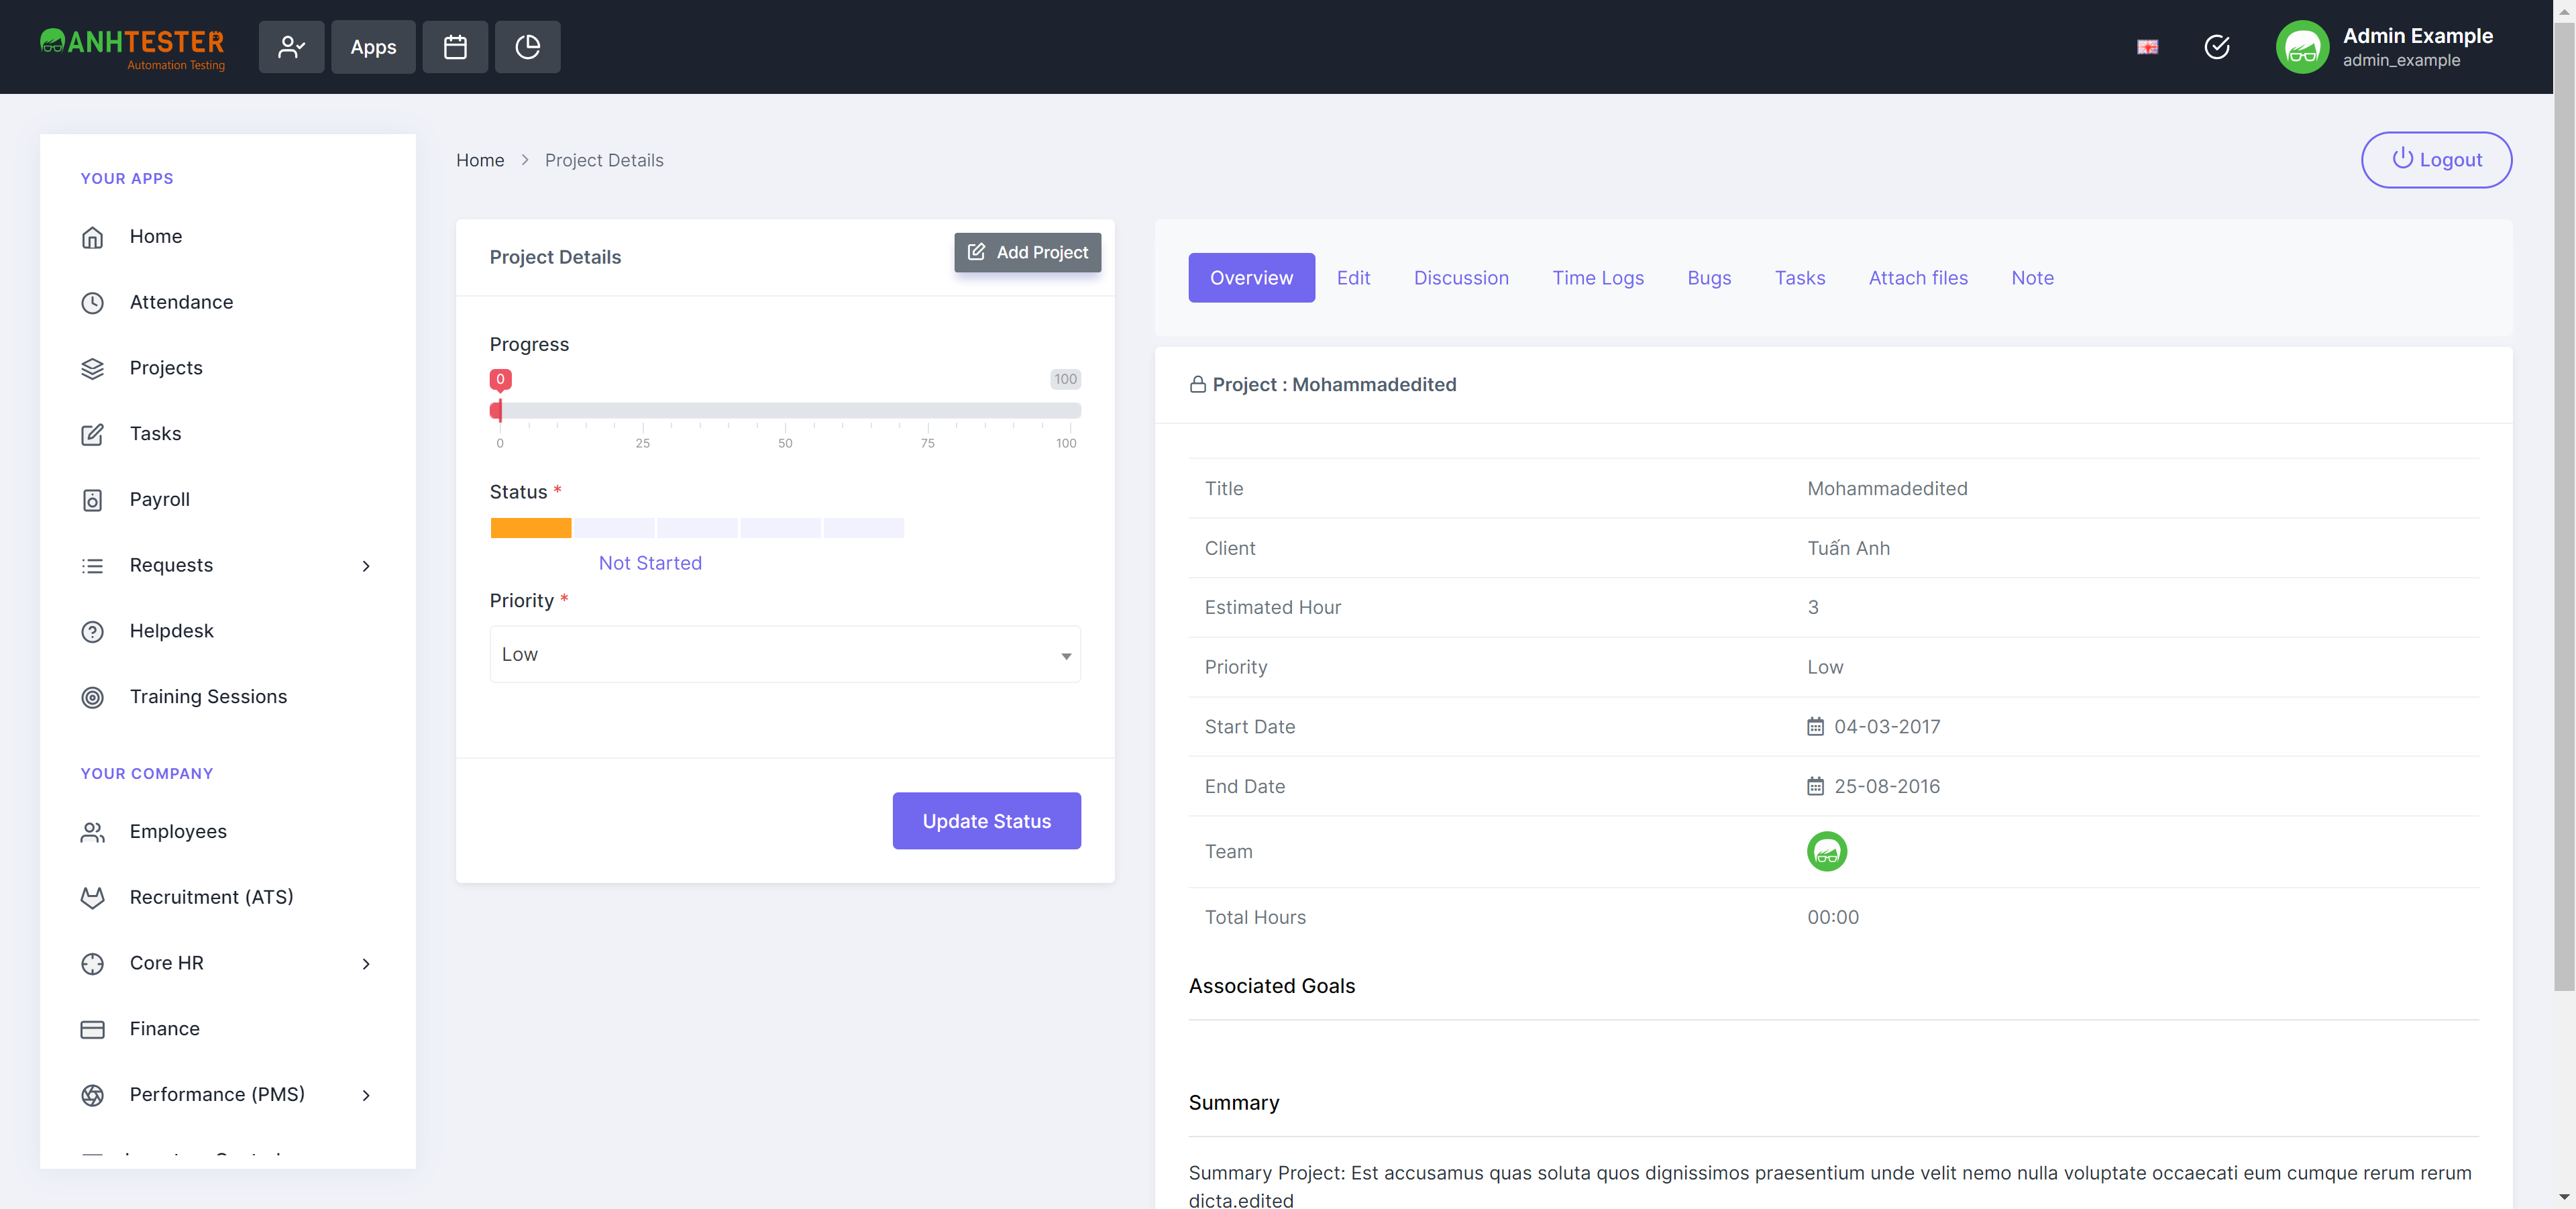 ANHTESTER
Automation Testing
Apps
Admin Example
admin_example
YOUR APPS
Home
Attendance
Projects
Tasks
Payroll
Requests
Helpdesk
Training Sessions
YOUR COMPANY
Employees
Recruitment (ATS)
Core HR
Finance
Performance (PMS)
Home > Project Details
Logout
Project Details
Add Project
Progress
0 100
0 25 50 75 100
Status *
Not Started
Priority *
Low
Update Status
Overview Edit Discussion Time Logs Bugs Tasks Attach files Note
Project : Mohammadedited
Title Mohammadedited
Client Tuấn Anh
Estimated Hour 3
Priority Low
Start Date 04-03-2017
End Date 25-08-2016
Team
Total Hours 00:00
Associated Goals
Summary
Summary Project: Est accusamus quas soluta quos dignissimos praesentium unde velit nemo nulla voluptate occaecati eum cumque rerum rerum
dicta.edited